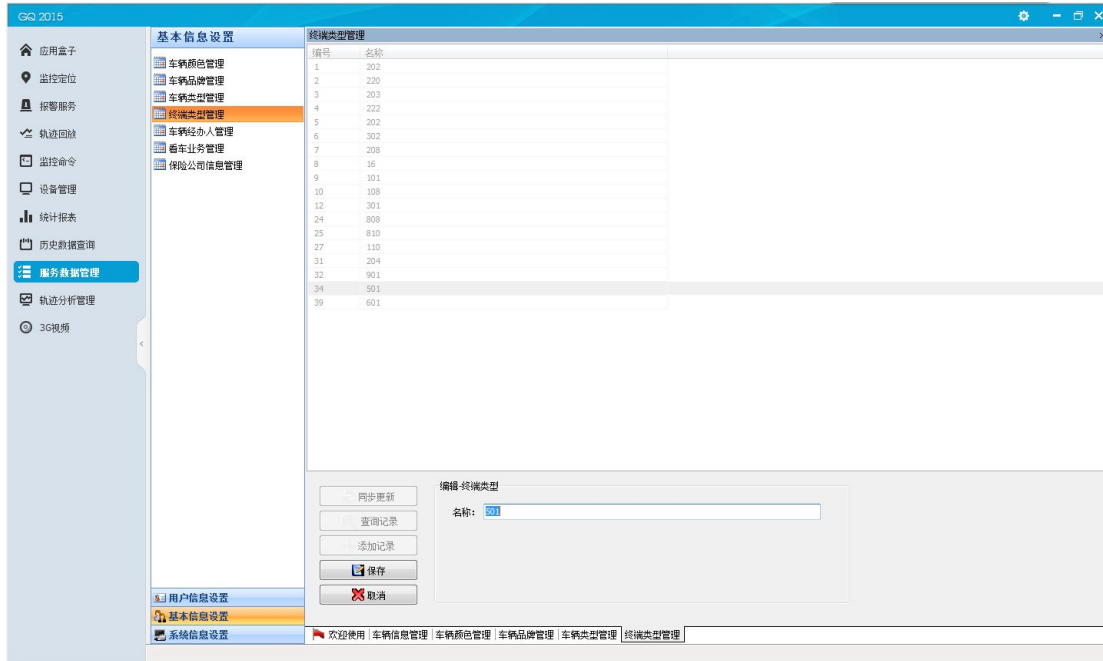 GQ 2015
应用盒子
监控定位
报警服务
轨迹回放
监控命令
设备管理
统计报表
历史数据查询
服务数据管理
轨迹分析管理
3G视频
基本信息设置
车辆颜色管理
车辆品牌管理
车辆类型管理
终端类型管理
车辆经办人管理
看车业务管理
保险公司信息管理
用户信息设置
基本信息设置
系统信息设置
终端类型管理
编号 名称
1 202
2 220
3 203
4 222
5 202
6 302
7 208
8 16
9 101
10 108
12 301
24 808
25 810
27 110
31 204
32 901
34 501
39 601
同步更新
查询记录
添加记录
保存
取消
编辑-终端类型
名称: 501
欢迎使用 车辆信息管理 车辆颜色管理 车辆品牌管理 车辆类型管理 终端类型管理